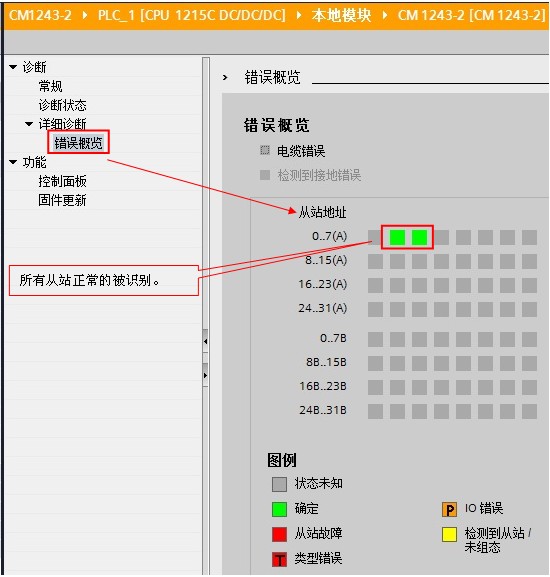 CM1243-2 ▸ PLC_1 [CPU 1215C DC/DC/DC] ▸ 本地模块 ▸ CM 1243-2 [CM 1243-2]
诊断
常规
诊断状态
详细诊断
错误概览
功能
控制面板
固件更新
错误概览
错误概览
电缆错误
检测到接地错误
从站地址
0..7(A)
8..15(A)
16..23(A)
24..31(A)
0..7B
8B..15B
16B..23B
24B..31B
所有从站正常的被识别。
图例
状态未知
确定
P IO 错误
从站故障
检测到从站 /
未组态
T 类型错误